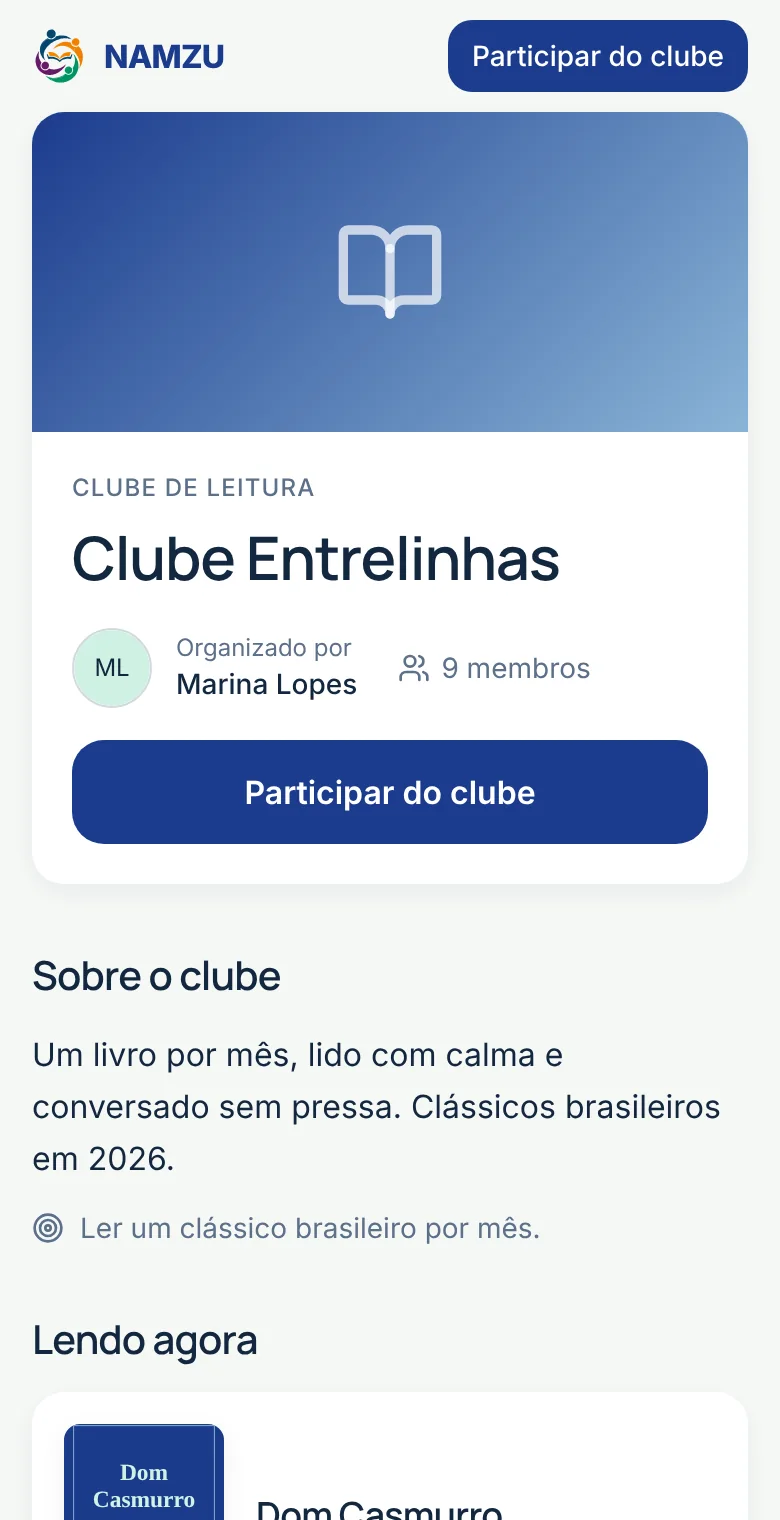 NAMZU
Participar do clube
CLUBE DE LEITURA
Clube Entrelinhas
ML
Organizado por
Marina Lopes
9 membros
Participar do clube
Sobre o clube
Um livro por mês, lido com calma e
conversado sem pressa. Clássicos brasileiros
em 2026.
Ler um clássico brasileiro por mês.
Lendo agora
Dom
Casmurro
Dom Casmurro